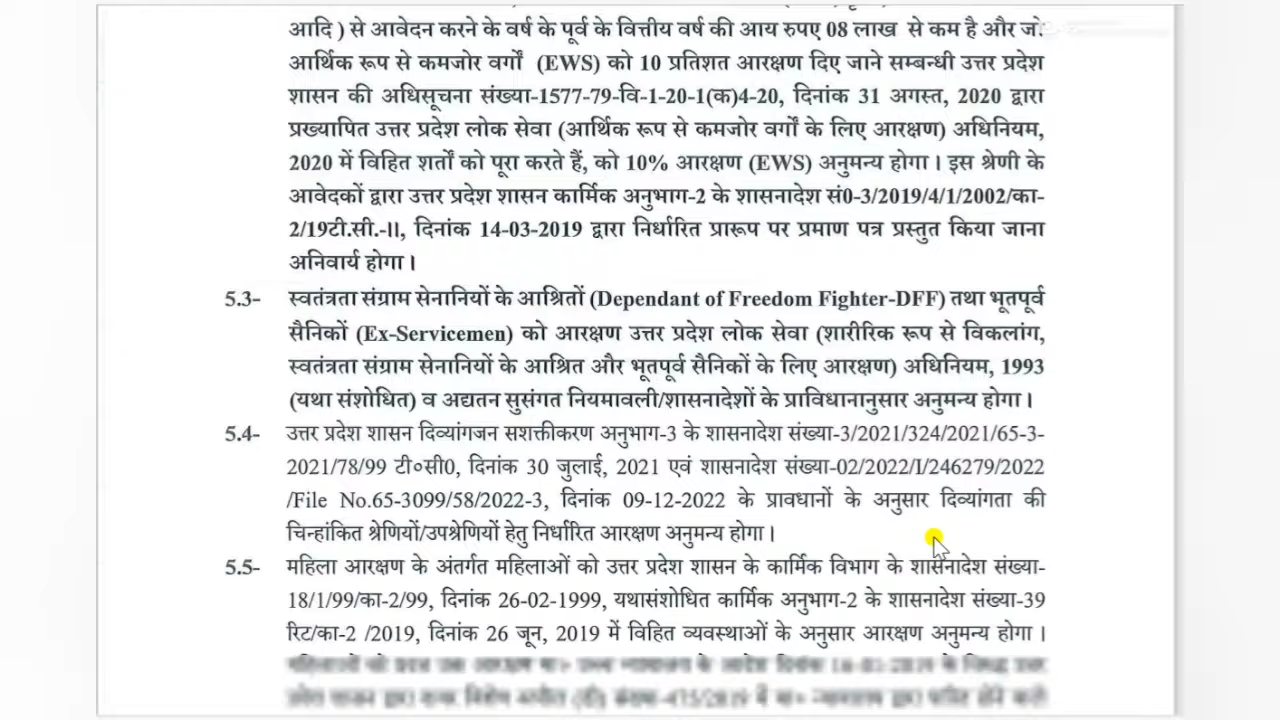 आदि ) से आवेदन करने के वर्ष के पूर्व के वित्तीय वर्ष की आय रुपए 08 लाख से कम है और जो
आर्थिक रूप से कमजोर वर्गों (EWS) को 10 प्रतिशत आरक्षण दिए जाने सम्बन्धी उत्तर प्रदेश
शासन की अधिसूचना संख्या-1577-79-वि-1-20-1(क)4-20, दिनांक 31 अगस्त, 2020 द्वारा
प्रख्यापित उत्तर प्रदेश लोक सेवा (आर्थिक रूप से कमजोर वर्गों के लिए आरक्षण) अधिनियम,
2020 में विहित शर्तो को पूरा करते हैं, को 10% आरक्षण (EWS) अनुमन्य होगा। इस श्रेणी के
आवेदकों द्वारा उत्तर प्रदेश शासन कार्मिक अनुभाग-2 के शासनादेश सं0-3/2019/4/1/2002/का-
2/19टी.सी.-।।, दिनांक 14-03-2019 द्वारा निर्धारित प्रारूप पर प्रमाण पत्र प्रस्तुत किया जाना
अनिवार्य होगा।
5.3- स्वतंत्रता संग्राम सेनानियों के आश्रितों (Dependant of Freedom Fighter-DFF) तथा भूतपूर्व
सैनिकों (Ex-Servicemen) को आरक्षण उत्तर प्रदेश लोक सेवा (शारीरिक रूप से विकलांग,
स्वतंत्रता संग्राम सेनानियों के आश्रित और भूतपूर्व सैनिकों के लिए आरक्षण) अधिनियम, 1993
(यथा संशोधित) व अद्यतन सुसंगत नियमावली/शासनादेशों के प्राविधानानुसार अनुमन्य होगा।
5.4- उत्तर प्रदेश शासन दिव्यांगजन सशक्तीकरण अनुभाग-3 के शासनादेश संख्या-3/2021/324/2021/65-3-
2021/78/99 टी०सी0, दिनांक 30 जुलाई, 2021 एवं शासनादेश संख्या-02/2022/I/246279/2022
/File No.65-3099/58/2022-3, दिनांक 09-12-2022 के प्रावधानों के अनुसार दिव्यांगता की
चिन्हांकित श्रेणियों/उपश्रेणियों हेतु निर्धारित आरक्षण अनुमन्य होगा।
5.5- महिला आरक्षण के अंतर्गत महिलाओं को उत्तर प्रदेश शासन के कार्मिक विभाग के शासनादेश संख्या-
18/1/99/का-2/99, दिनांक 26-02-1999, यथासंशोधित कार्मिक अनुभाग-2 के शासनादेश संख्या-39
रिट/का-2 /2019, दिनांक 26 जून, 2019 में विहित व्यवस्थाओं के अनुसार आरक्षण अनुमन्य होगा।